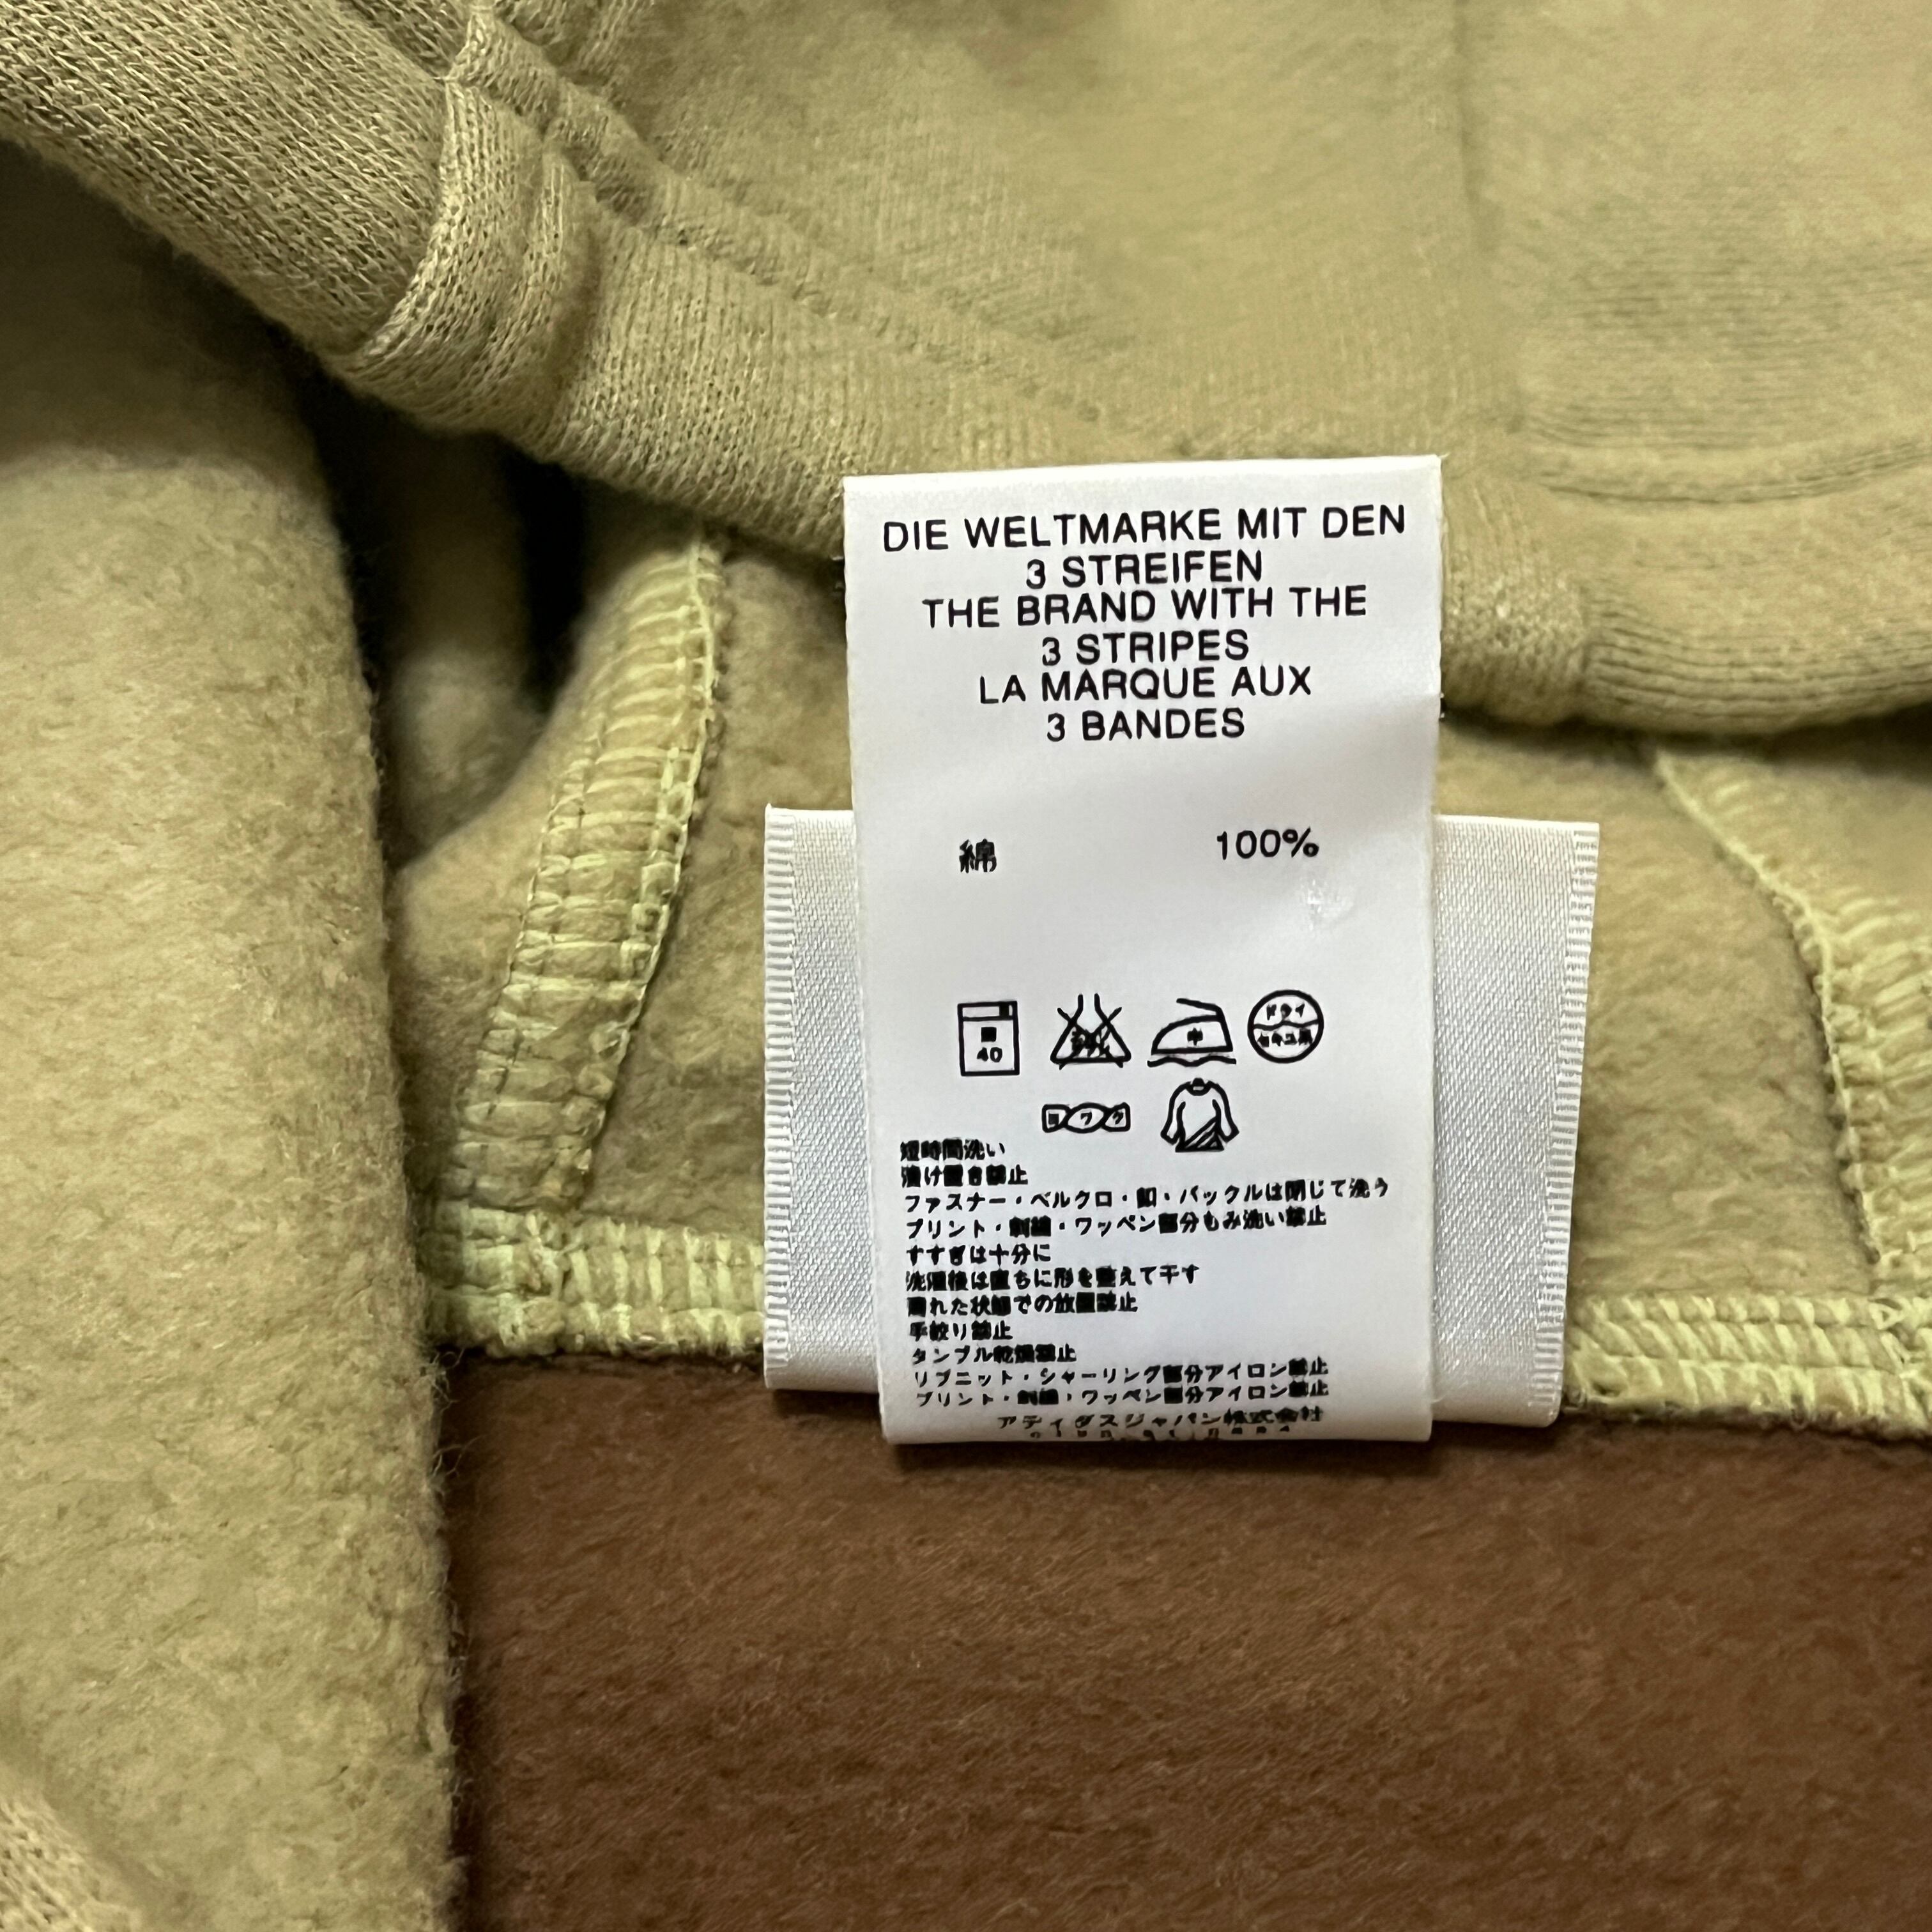 DIE WELTMARKE MIT DEN
3 STREIFEN
THE BRAND WITH THE
3 STRIPES
LA MARQUE AUX
3 BANDES
綿 100%
40 中 ドライ セキユ系
ヨワク
短時間洗い
漬け置き禁止
ファスナー・ベルクロ・釦・バックルは閉じて洗う
プリント・刺繍・ワッペン部分もみ洗い禁止
すすぎは十分に
洗濯後は直ちに形を整えて干す
濡れた状態での放置禁止
手絞り禁止
タンブル乾燥禁止
リブニット・シャーリング部分アイロン禁止
プリント・刺繍・ワッペン部分アイロン禁止
アディダスジャパン株式会社